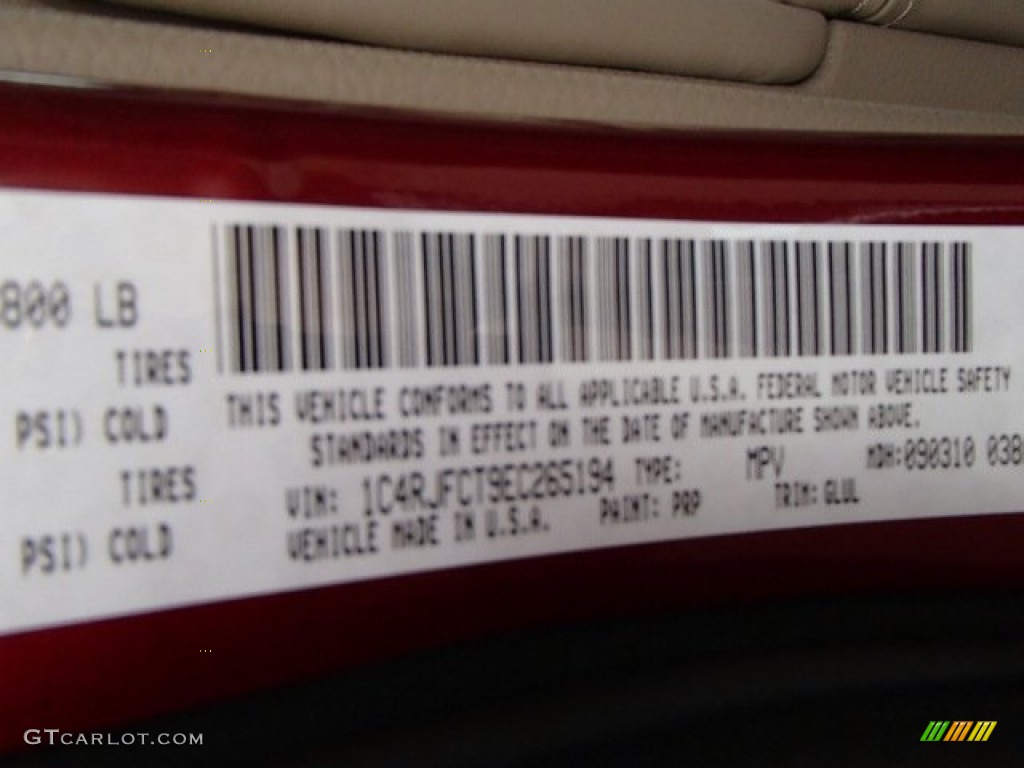 800 LB
TIRES
PSI) COLD
TIRES
PSI) COLD
THIS VEHICLE CONFORMS TO ALL APPLICABLE U.S.A. FEDERAL MOTOR VEHICLE SAFETY
STANDARDS IN EFFECT ON THE DATE OF MANUFACTURE SHOWN ABOVE.
VIN: 1C4RJFCT9EC265194 TYPE: MPV MDH:090310 038
VEHICLE MADE IN U.S.A. PAINT: PRP TRIM:GLUL
GTCARLOT.COM